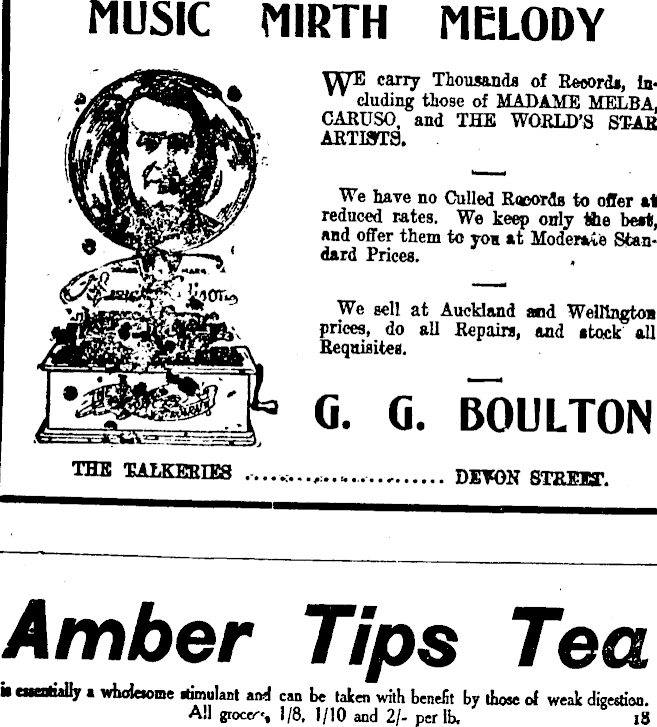 MUSIC MIRTH MELODY
WE carry Thousands of Records, In-
cluding those of MADAME MELBA,
CARUSO, and THE WORLD'S STAR
ARTISTS.
We have no Culled Records to offer at
reduced rates. We keep only the best,
and offer them to you at Moderate Stan-
dard Prices.
We sell at Auckland and Wellington
prices, do all Repairs, and stock all
Requisites.
G. G. BOULTON
THE TALKERIES ........................ DEVON STREET.
Amber Tips Tea
is essentially a wholesome stimulant and can be taken with benefit by those of weak digestion.
All grocers, 1/8, 1/10 and 2/- per lb. 18